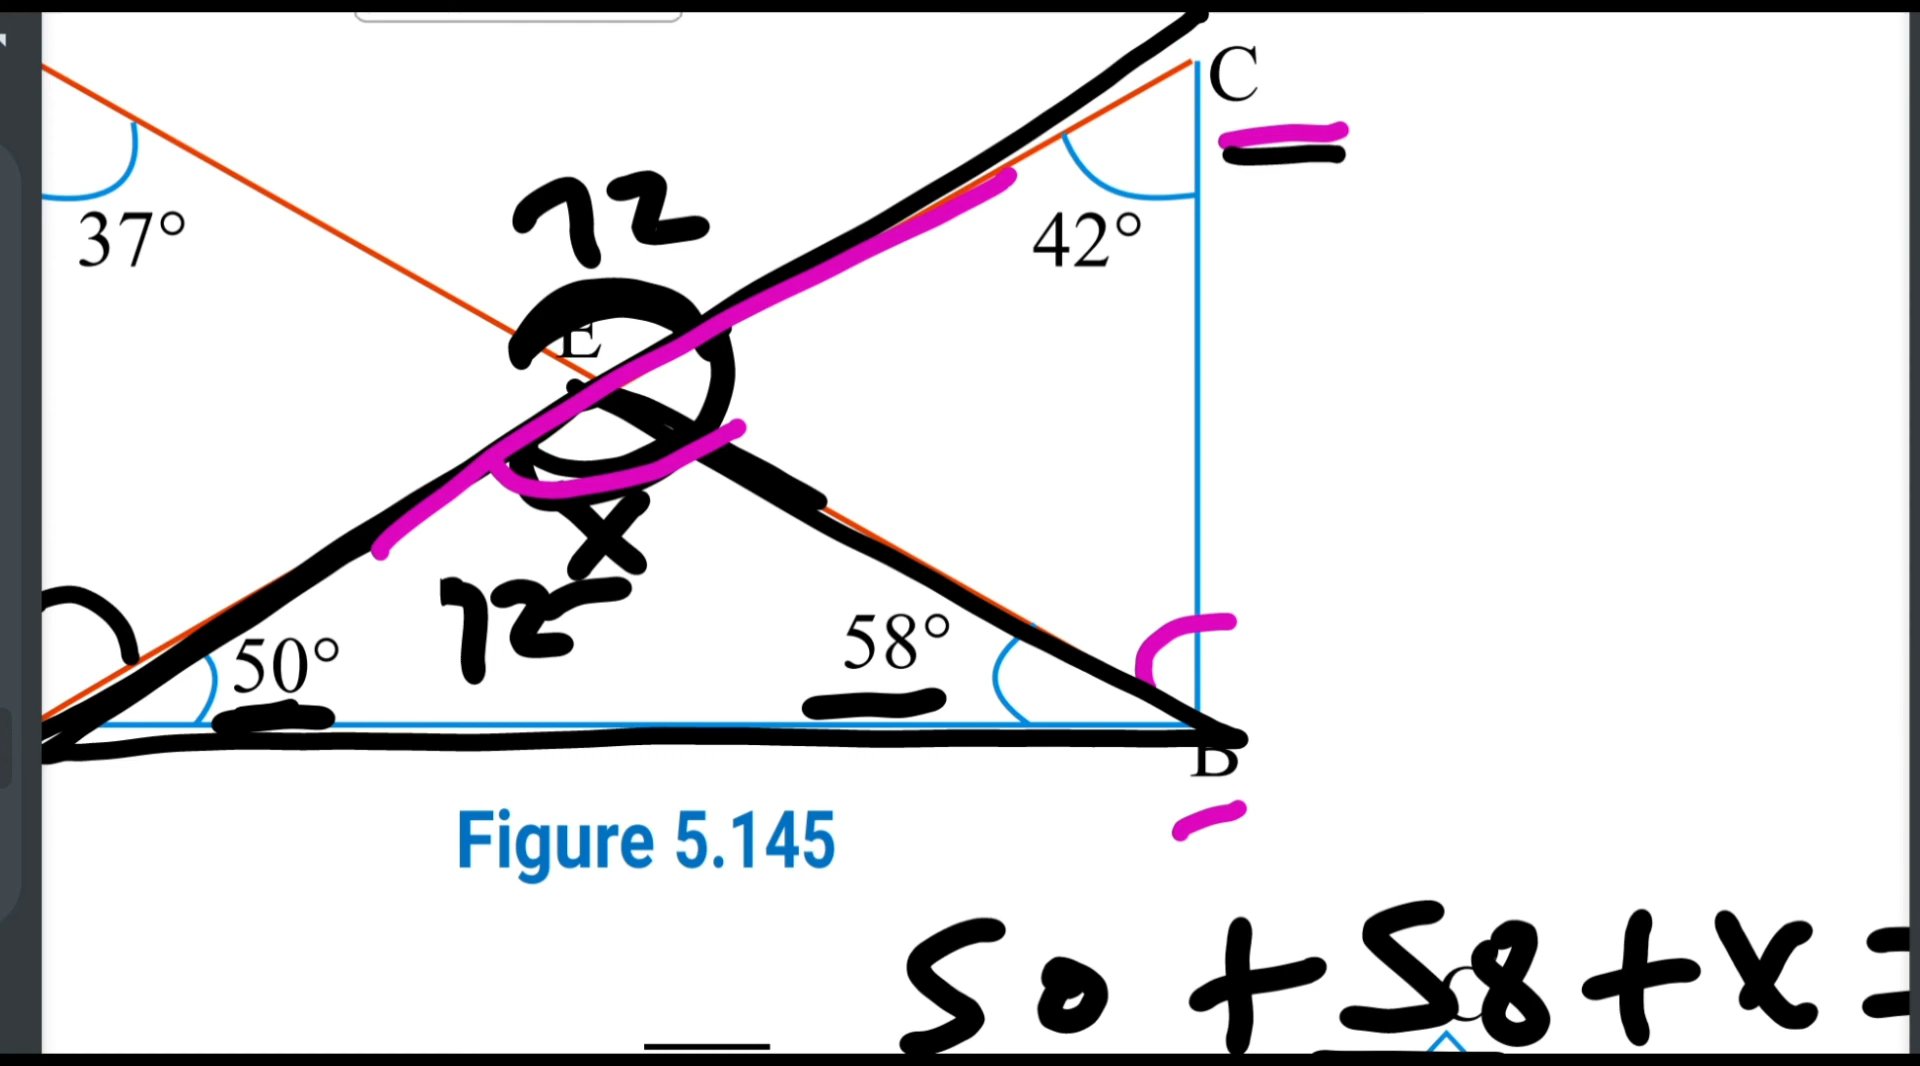 C
72
37°
42°
E
x
50°
72
58°
B
Figure 5.145
50 + 58 + x =